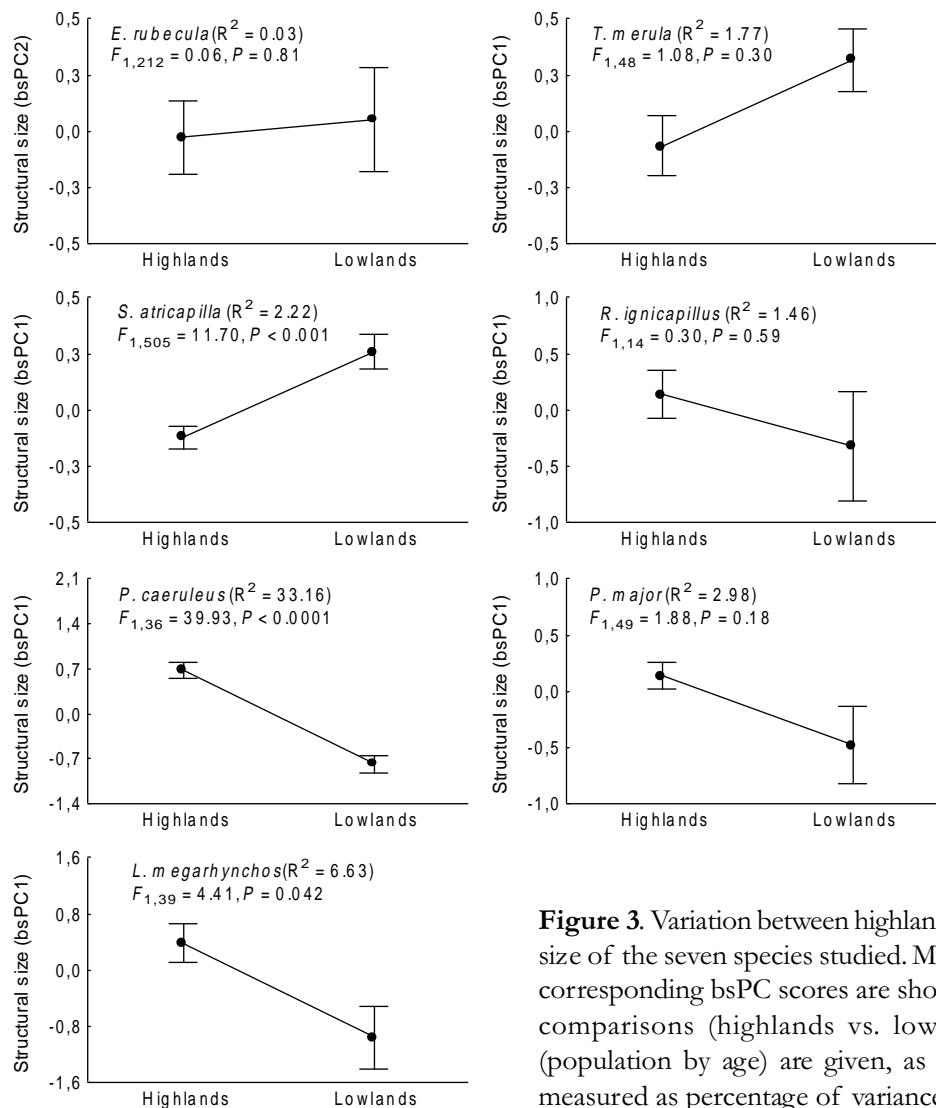 E. rubecula (R² = 0.03)
F1,212 = 0.06, P = 0.81
Structural size (bsPC2)
0,5
0,3
0,0
-0,3
-0,5
Highlands Lowlands
T. merula (R² = 1.77)
F1,48 = 1.08, P = 0.30
Structural size (bsPC1)
0,5
0,3
0,0
-0,3
-0,5
Highlands Lowlands
S. atricapilla (R² = 2.22)
F1,505 = 11.70, P < 0.001
Structural size (bsPC1)
0,5
0,3
0,0
-0,3
-0,5
Highlands Lowlands
R. ignicapillus (R² = 1.46)
F1,14 = 0.30, P = 0.59
Structural size (bsPC1)
1,0
0,5
0,0
-0,5
-1,0
Highlands Lowlands
P. caeruleus (R² = 33.16)
F1,36 = 39.93, P < 0.0001
Structural size (bsPC1)
2,1
1,4
0,7
0,0
-0,7
-1,4
Highlands Lowlands
P. major (R² = 2.98)
F1,49 = 1.88, P = 0.18
Structural size (bsPC1)
1,0
0,5
0,0
-0,5
-1,0
Highlands Lowlands
L. megarhynchos (R² = 6.63)
F1,39 = 4.41, P = 0.042
Structural size (bsPC1)
1,6
0,8
0,0
-0,8
-1,6
Highlands Lowlands
Figure 3. Variation between highlan
size of the seven species studied. M
corresponding bsPC scores are sho
comparisons (highlands vs. low
(population by age) are given, as
measured as percentage of variance